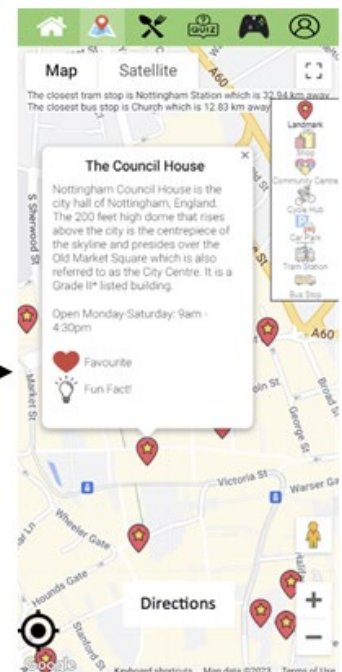 QUIZ
Map Satellite
A60
The closest tram stop is Nottingham Station which is 32.94 km away
The closest bus stop is Church which is 12.83 km away
Landmark
Shop
Community Centre
Cycle Hub
Car Park
Tram Station
Bus Stop
The Council House
Nottingham Council House is the
city hall of Nottingham, England.
The 200 feet high dome that rises
above the city is the centrepiece of
the skyline and presides over the
Old Market Square which is also
referred to as the City Centre. It is a
Grade II* listed building.
Open Monday-Saturday: 9am -
4:30pm
Favourite
Fun Fact!
S Sherwood St
A60
Market St
George St
Broad S
Victoria St
Warser Ga
Wheeler Gate
Hounds Gate
Stanford St
Directions
Google
Keyboard shortcuts Map data ©2023 Terms of Use